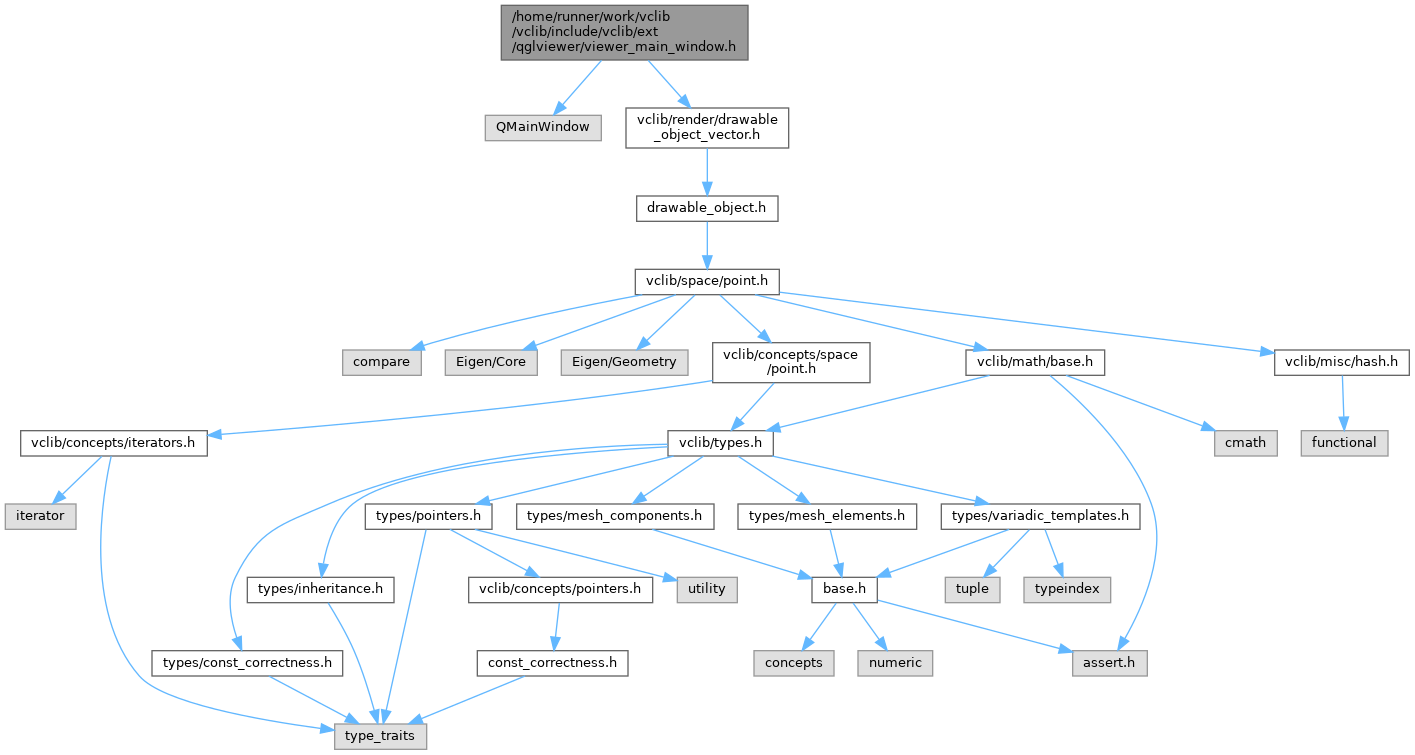 /home/runner/work/vclib
/vclib/include/vclib/ext
/qglviewer/viewer_main_window.h
QMainWindow
vclib/render/drawable
_object_vector.h
drawable_object.h
vclib/space/point.h
compare
Eigen/Core
Eigen/Geometry
vclib/concepts/space
/point.h
vclib/math/base.h
vclib/misc/hash.h
vclib/concepts/iterators.h
vclib/types.h
cmath
functional
iterator
types/pointers.h
types/mesh_components.h
types/mesh_elements.h
types/variadic_templates.h
types/inheritance.h
vclib/concepts/pointers.h
utility
base.h
tuple
typeindex
types/const_correctness.h
const_correctness.h
concepts
numeric
assert.h
type_traits